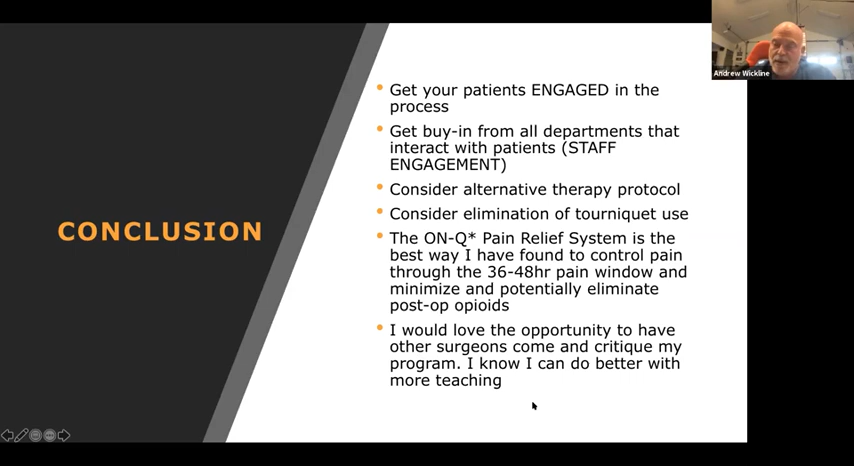 Andrew Wickline
CONCLUSION
• Get your patients ENGAGED in the
process
• Get buy-in from all departments that
interact with patients (STAFF
ENGAGEMENT)
• Consider alternative therapy protocol
• Consider elimination of tourniquet use
• The ON-Q* Pain Relief System is the
best way I have found to control pain
through the 36-48hr pain window and
minimize and potentially eliminate
post-op opioids
• I would love the opportunity to have
other surgeons come and critique my
program. I know I can do better with
more teaching